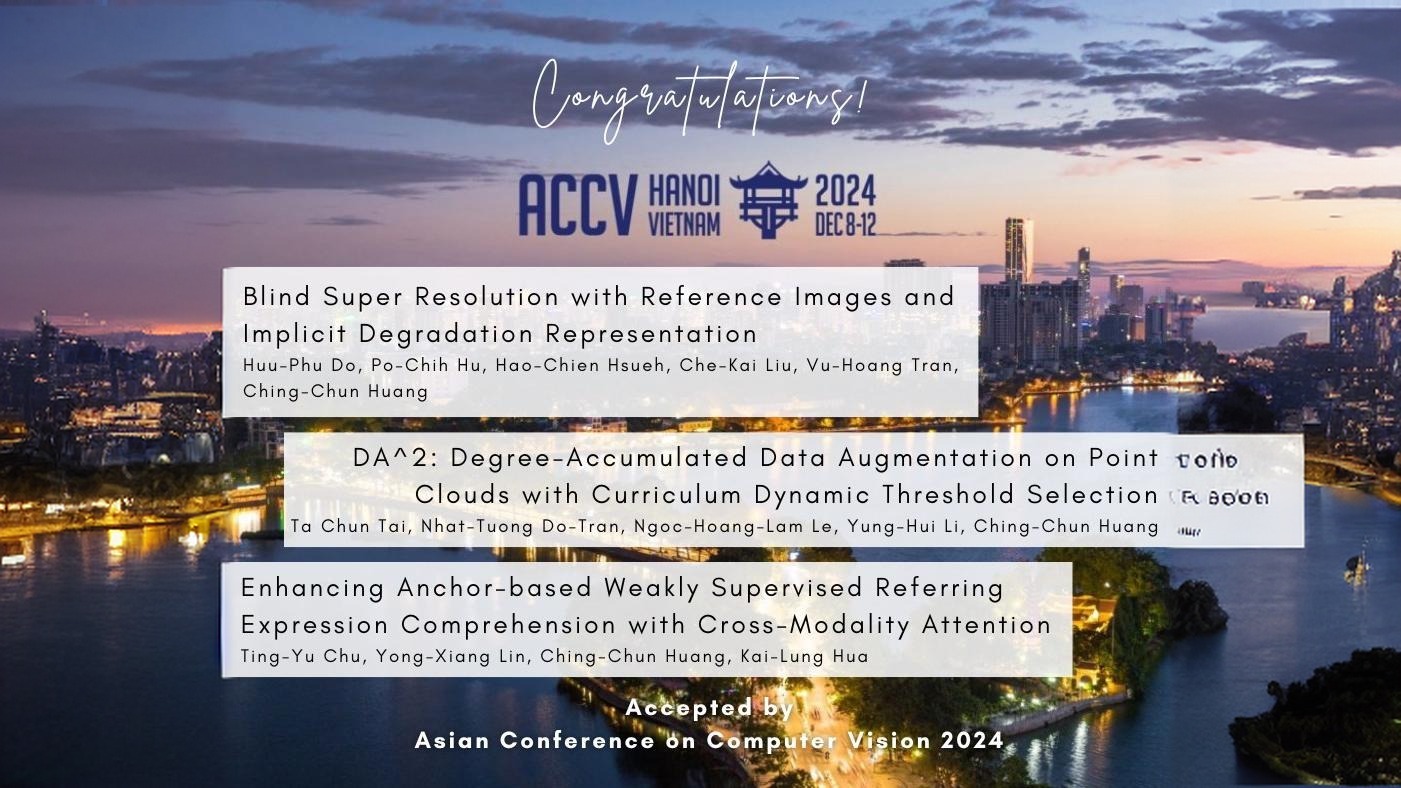 Congratulations!
ACCV HANOI VIETNAM 2024 DEC 8-12
Blind Super Resolution with Reference Images and
Implicit Degradation Representation
Huu-Phu Do, Po-Chih Hu, Hao-Chien Hsueh, Che-Kai Liu, Vu-Hoang Tran,
Ching-Chun Huang
DA^2: Degree-Accumulated Data Augmentation on Point
Clouds with Curriculum Dynamic Threshold Selection
Ta Chun Tai, Nhat-Tuong Do-Tran, Ngoc-Hoang-Lam Le, Yung-Hui Li, Ching-Chun Huang
Enhancing Anchor-based Weakly Supervised Referring
Expression Comprehension with Cross-Modality Attention
Ting-Yu Chu, Yong-Xiang Lin, Ching-Chun Huang, Kai-Lung Hua
Accepted by
Asian Conference on Computer Vision 2024